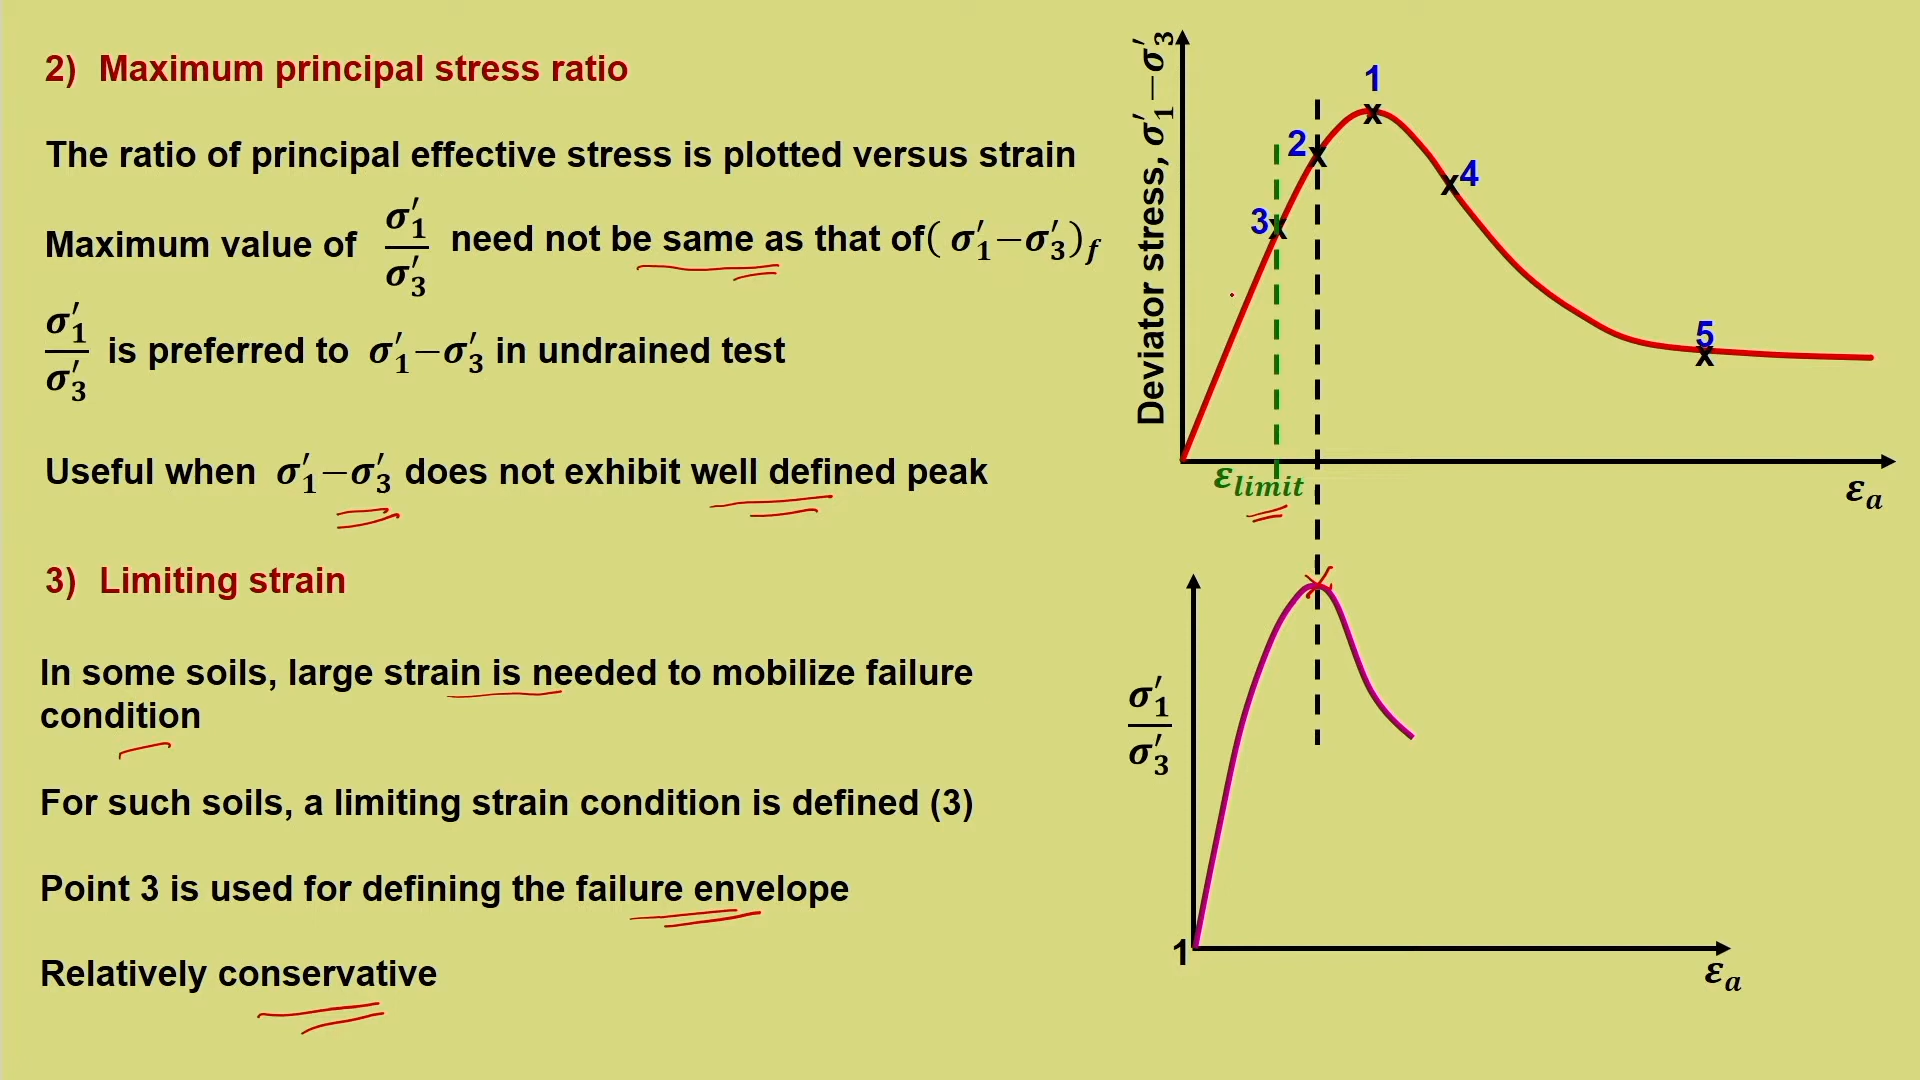 2) Maximum principal stress ratio
The ratio of principal effective stress is plotted versus strain
Maximum value of σ′₁/σ′₃ need not be same as that of (σ′₁−σ′₃)f
σ′₁/σ′₃ is preferred to σ′₁−σ′₃ in undrained test
Useful when σ′₁−σ′₃ does not exhibit well defined peak
3) Limiting strain
In some soils, large strain is needed to mobilize failure
condition
For such soils, a limiting strain condition is defined (3)
Point 3 is used for defining the failure envelope
Relatively conservative
Deviator stress, σ′₁−σ′₃
1
2
x
x
3
x
x
4
5
x
εlimit
εa
σ′₁/σ′₃
1
εa